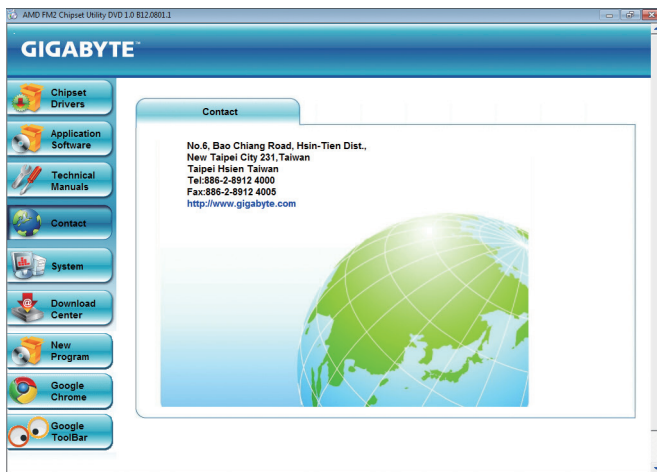 AMD FM2 Chipset Utility DVD 1.0 B12.0801.1
GIGABYTE™
Chipset
Drivers
Application
Software
Technical
Manuals
Contact
System
Download
Center
New
Program
Google
Chrome
Google
ToolBar
Contact
No.6, Bao Chiang Road, Hsin-Tien Dist.,
New Taipei City 231,Taiwan
Taipei Hsien Taiwan
Tel:886-2-8912 4000
Fax:886-2-8912 4005
http://www.gigabyte.com